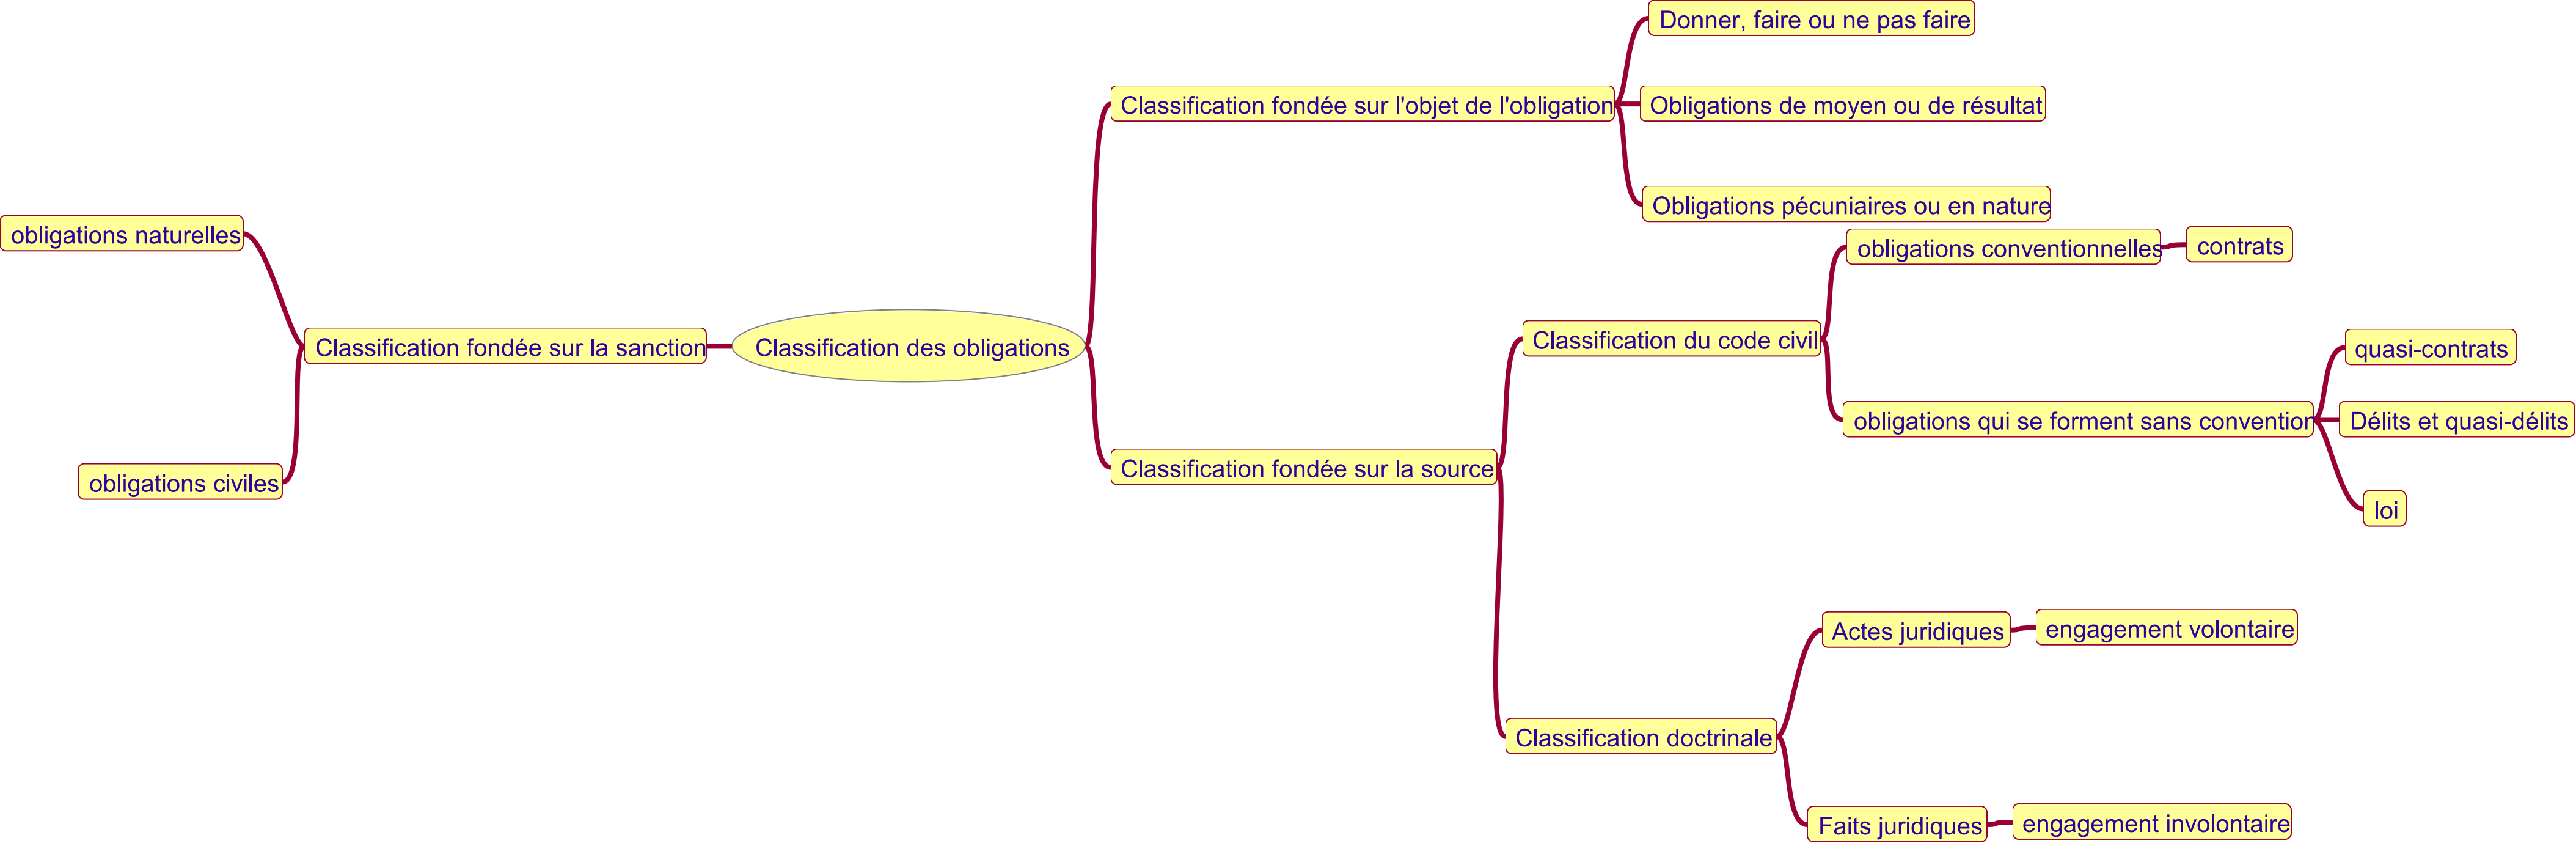 Donner, faire ou ne pas faire
Classification fondée sur l'objet de l'obligation
Obligations de moyen ou de résultat
Obligations pécuniaires ou en nature
obligations naturelles
obligations conventionnelles
contrats
Classification fondée sur la sanction
Classification des obligations
Classification du code civil
quasi-contrats
obligations qui se forment sans convention
Délits et quasi-délits
Classification fondée sur la source
obligations civiles
loi
Actes juridiques
engagement volontaire
Classification doctrinale
Faits juridiques
engagement involontaire